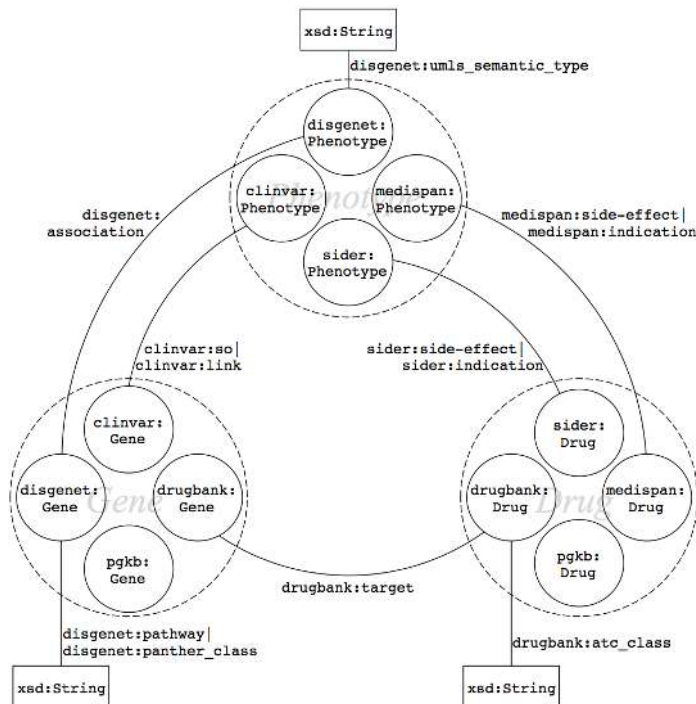 xsd:String
disgenet:umls_semantic_type
disgenet:
Phenotype
Phenotype
clinvar:
Phenotype
medispan:
Phenotype
sider:
Phenotype
disgenet:
association
medispan:side-effect|
medispan:indication
clinvar:so|
clinvar:link
sider:side-effect|
sider:indication
clinvar:
Gene
disgenet:
Gene
Gene
drugbank:
Gene
pgkb:
Gene
sider:
Drug
drugbank:
Drug
Drug
medispan:
Drug
pgkb:
Drug
drugbank:target
disgenet:pathway|
disgenet:panther_class
drugbank:atc_class
xsd:String
xsd:String